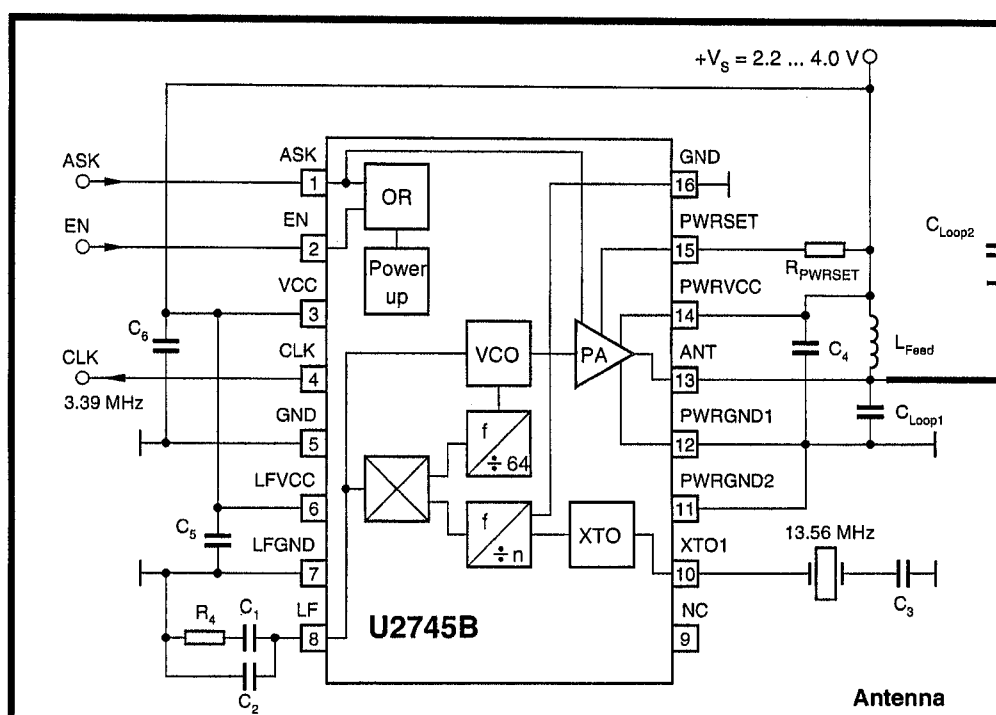 +VS = 2.2 ... 4.0 V
ASK
ASK
1
OR
GND
16
EN
EN
2
Power
up
PWRSET
15
RPWRSET
CLoop2
VCC
3
PWRVCC
14
C6
CLK
CLK
4
3.39 MHz
VCO
PA
ANT
13
C4
LFeed
GND
5
f
÷ 64
PWRGND1
12
CLoop1
LFVCC
6
PWRGND2
11
C5
LFGND
7
f
÷ n
XTO
XTO1
10
13.56 MHz
C3
R4
C1
LF
8
U2745B
NC
9
C2
Antenna